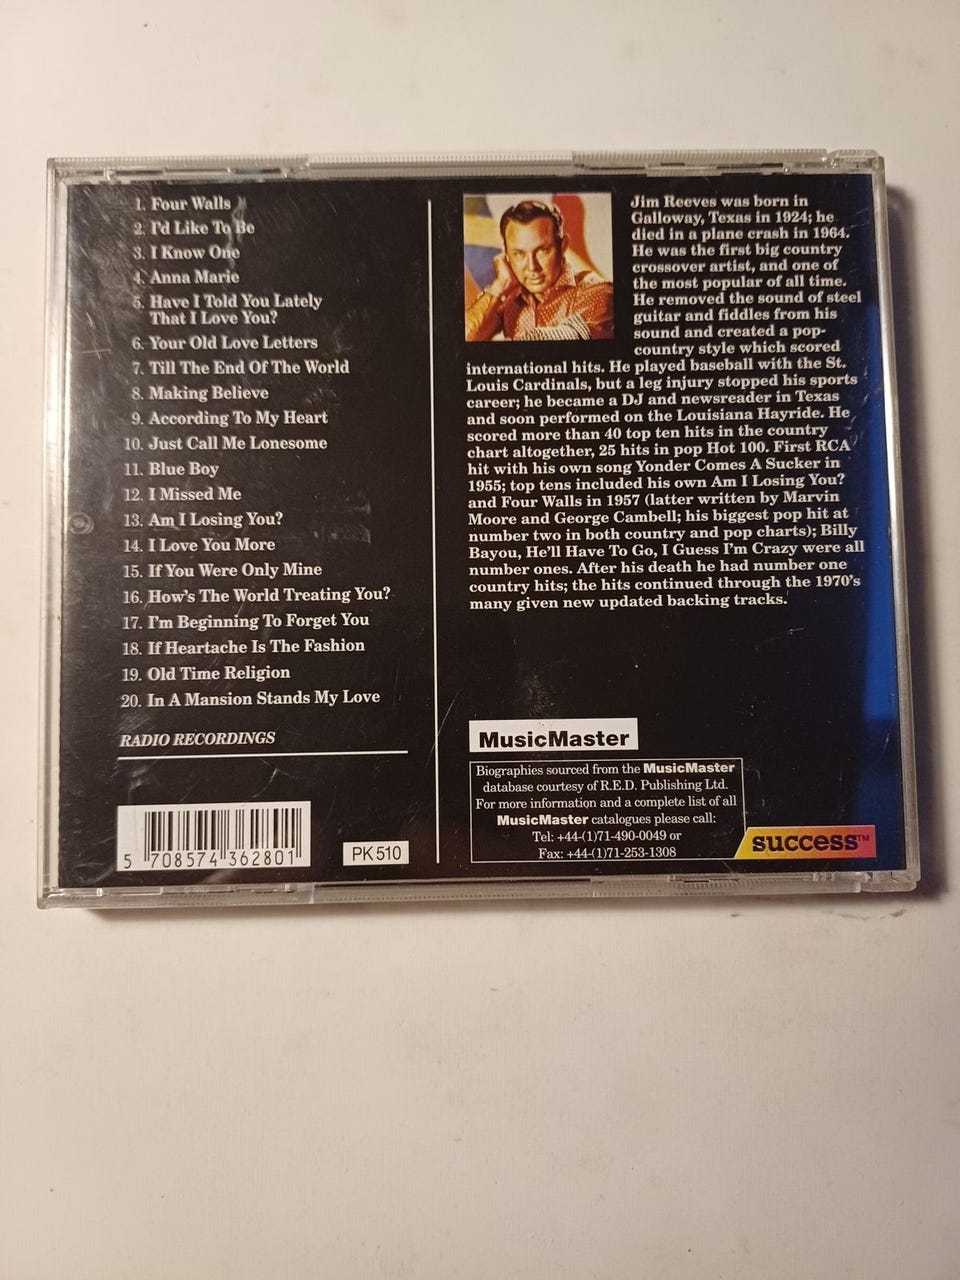 1. Four Walls
2. I'd Like To Be
3. I Know One
4. Anna Marie
5. Have I Told You Lately
That I Love You?
6. Your Old Love Letters
7. Till The End Of The World
8. Making Believe
9. According To My Heart
10. Just Call Me Lonesome
11. Blue Boy
12. I Missed Me
13. Am I Losing You?
14. I Love You More
15. If You Were Only Mine
16. How's The World Treating You?
17. I'm Beginning To Forget You
18. If Heartache Is The Fashion
19. Old Time Religion
20. In A Mansion Stands My Love
RADIO RECORDINGS
5 708574 362801
PK 510
Jim Reeves was born in
Galloway, Texas in 1924; he
died in a plane crash in 1964.
He was the first big country
crossover artist, and one of
the most popular of all time.
He removed the sound of steel
guitar and fiddles from his
sound and created a pop-
country style which scored
international hits. He played baseball with the St.
Louis Cardinals, but a leg injury stopped his sports
career; he became a DJ and newsreader in Texas
and soon performed on the Louisiana Hayride. He
scored more than 40 top ten hits in the country
chart altogether, 25 hits in pop Hot 100. First RCA
hit with his own song Yonder Comes A Sucker in
1955; top tens included his own Am I Losing You?
and Four Walls in 1957 (latter written by Marvin
Moore and George Cambell; his biggest pop hit at
number two in both country and pop charts); Billy
Bayou, He'll Have To Go, I Guess I'm Crazy were all
number ones. After his death he had number one
country hits; the hits continued through the 1970's
many given new updated backing tracks.
MusicMaster
Biographies sourced from the MusicMaster
database courtesy of R.E.D. Publishing Ltd.
For more information and a complete list of all
MusicMaster catalogues please call:
Tel: +44-(1)71-490-0049 or
Fax: +44-(1)71-253-1308
success™